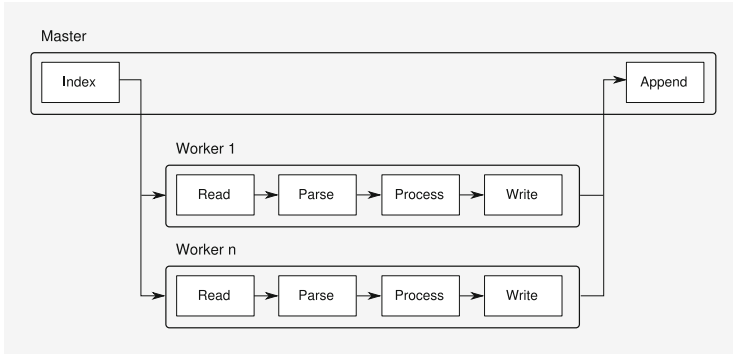 Master
Index
Append
Worker 1
Read
Parse
Process
Write
Worker n
Read
Parse
Process
Write